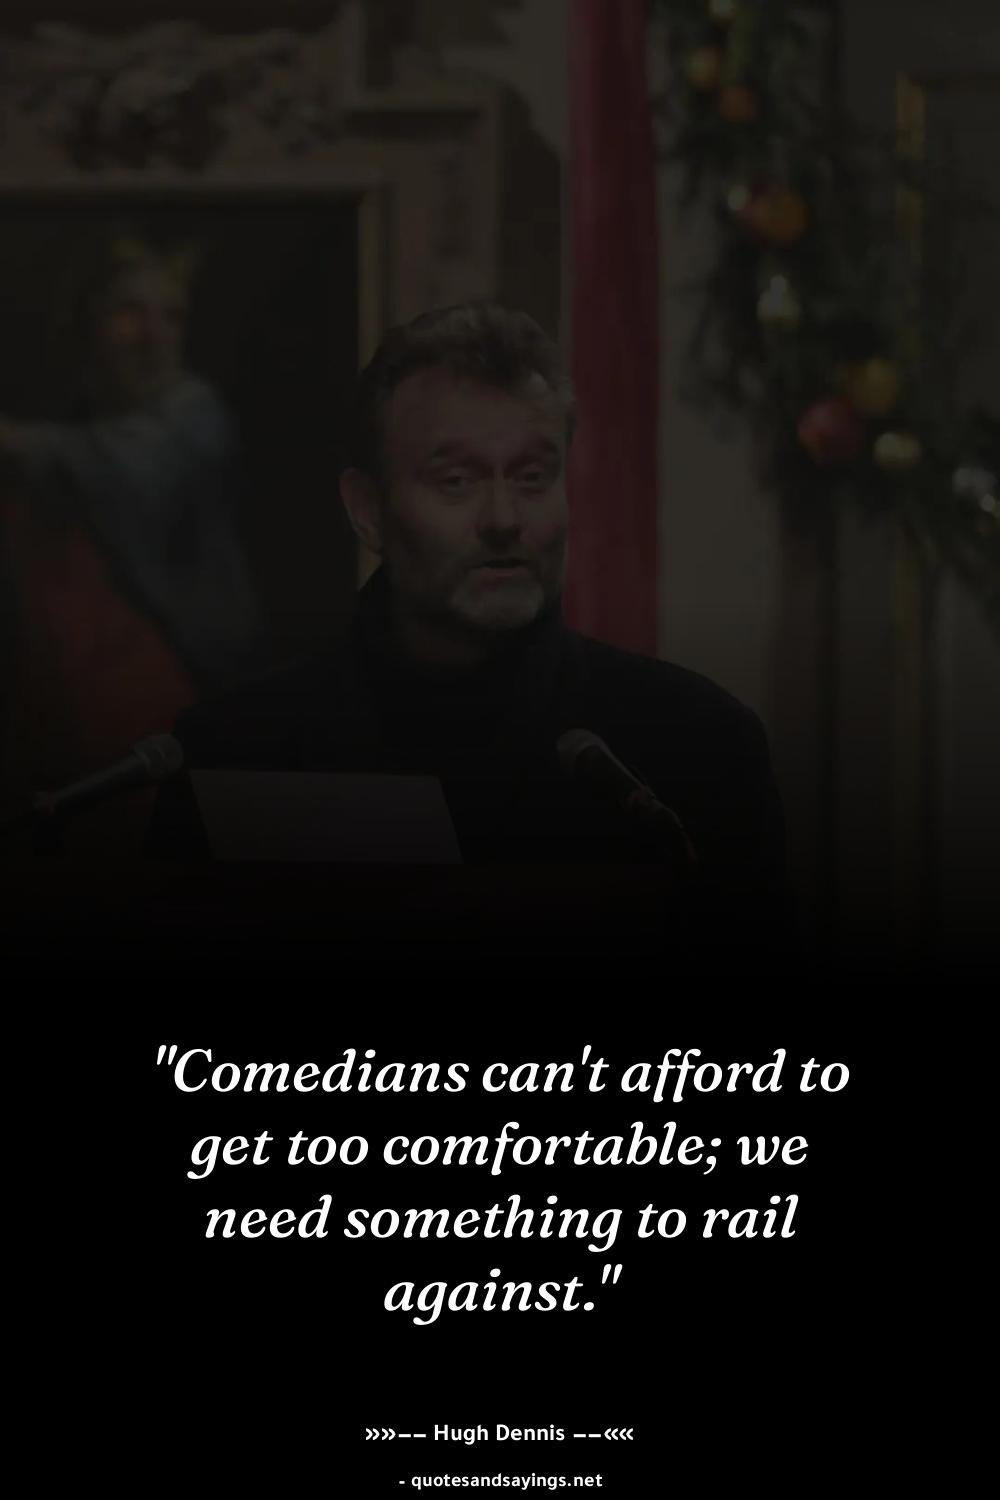 "Comedians can't afford to
get too comfortable; we
need something to rail
against."
»»–– Hugh Dennis ––««
- quotesandsayings.net